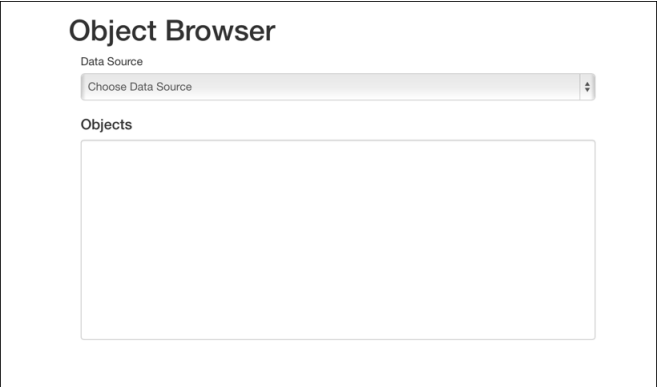 Object Browser
Data Source
Choose Data Source
Objects